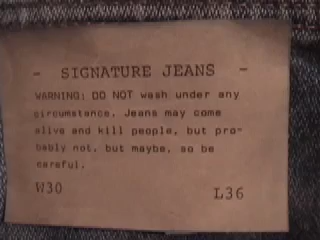 - SIGNATURE JEANS -
WARNING: DO NOT wash under any
circumstance. Jeans may come
alive and kill people, but pro-
bably not, but maybe, so be
careful.
W30 L36